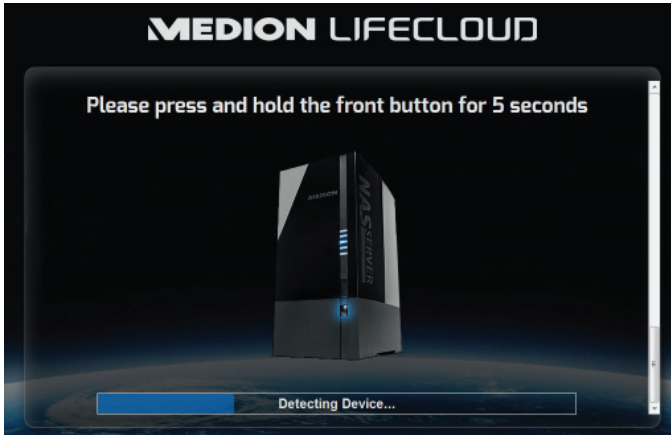 MEDION LIFECLOUD
Please press and hold the front button for 5 seconds
MEDION
NAS SERVER
Detecting Device...